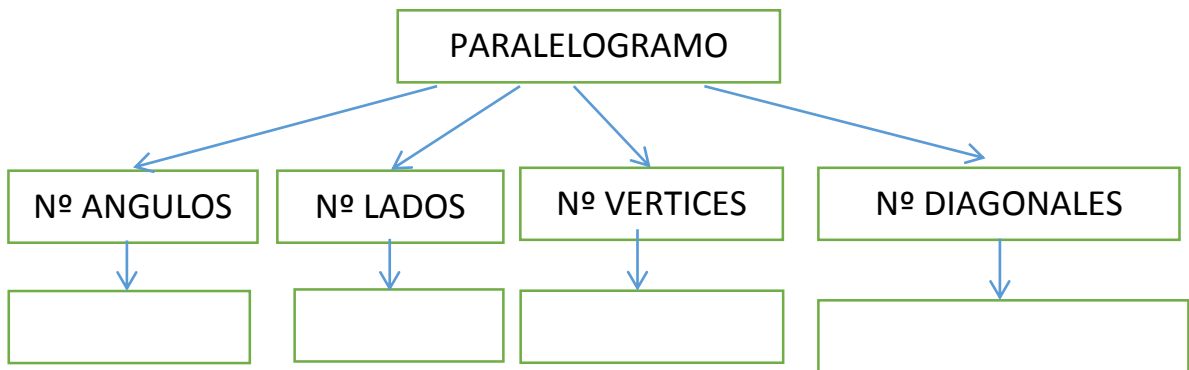 PARALELOGRAMO
Nº ANGULOS
Nº LADOS
Nº VERTICES
Nº DIAGONALES